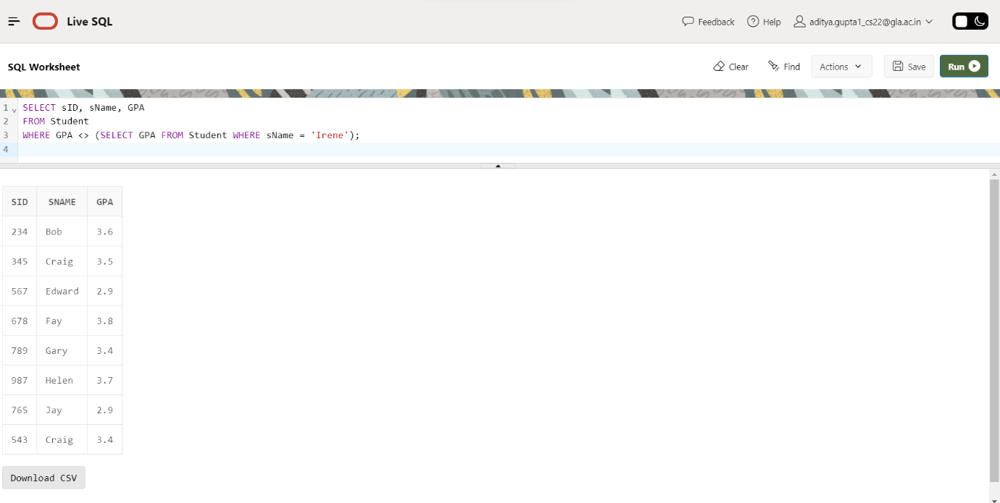 Live SQL
Feedback Help aditya.gupta1_cs22@gla.ac.in
SQL Worksheet
Clear Find Actions Save Run
1 SELECT sID, sName, GPA
2 FROM Student
3 WHERE GPA <> (SELECT GPA FROM Student WHERE sName = 'Irene');
4
SID SNAME GPA
234 Bob 3.6
345 Craig 3.5
567 Edward 2.9
678 Fay 3.8
789 Gary 3.4
987 Helen 3.7
765 Jay 2.9
543 Craig 3.4
Download CSV